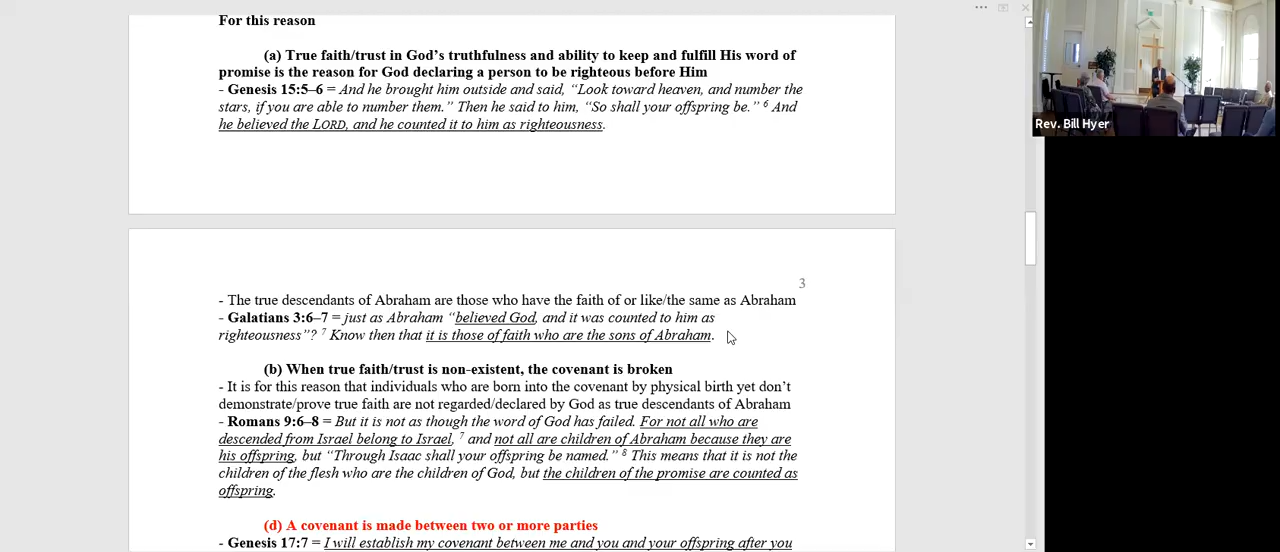 For this reason
(a) True faith/trust in God’s truthfulness and ability to keep and fulfill His word of
promise is the reason for God declaring a person to be righteous before Him
- Genesis 15:5–6 = And he brought him outside and said, “Look toward heaven, and number the
stars, if you are able to number them.” Then he said to him, “So shall your offspring be.” 6 And
he believed the LORD, and he counted it to him as righteousness.
3
- The true descendants of Abraham are those who have the faith of or like/the same as Abraham
- Galatians 3:6–7 = just as Abraham “believed God, and it was counted to him as
righteousness”? 7 Know then that it is those of faith who are the sons of Abraham.
(b) When true faith/trust is non-existent, the covenant is broken
- It is for this reason that individuals who are born into the covenant by physical birth yet don’t
demonstrate/prove true faith are not regarded/declared by God as true descendants of Abraham
- Romans 9:6–8 = But it is not as though the word of God has failed. For not all who are
descended from Israel belong to Israel, 7 and not all are children of Abraham because they are
his offspring, but “Through Isaac shall your offspring be named.” 8 This means that it is not the
children of the flesh who are the children of God, but the children of the promise are counted as
offspring.
(d) A covenant is made between two or more parties
- Genesis 17:7 = I will establish my covenant between me and you and your offspring after you
Rev. Bill Hyer